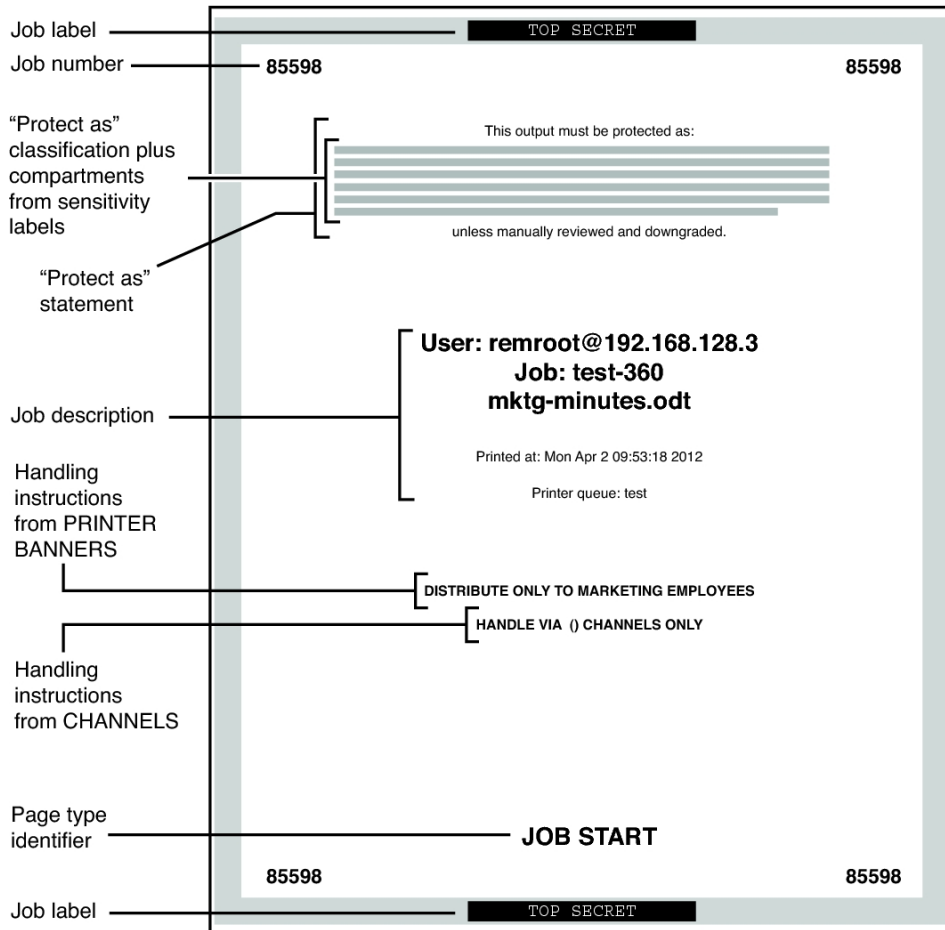 Job label
TOP SECRET
Job number
85598
85598
“Protect as”
classification plus
compartments
from sensitivity
labels
This output must be protected as:
unless manually reviewed and downgraded.
“Protect as”
statement
User: remroot@192.168.128.3
Job: test-360
mktg-minutes.odt
Job description
Printed at: Mon Apr 2 09:53:18 2012
Printer queue: test
Handling
instructions
from PRINTER
BANNERS
DISTRIBUTE ONLY TO MARKETING EMPLOYEES
HANDLE VIA () CHANNELS ONLY
Handling
instructions
from CHANNELS
Page type
identifier
JOB START
85598
85598
Job label
TOP SECRET